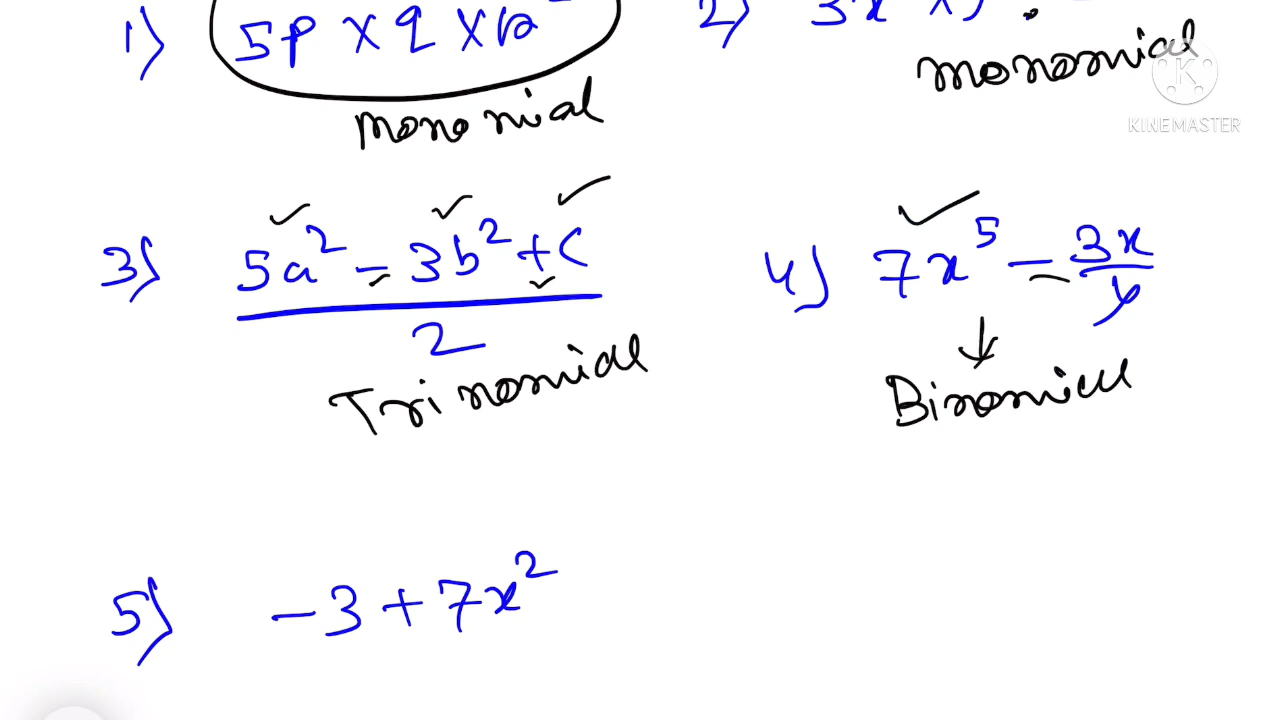 1) 5p x q x
2) 3x
monomial
monomial
KINEMASTER
3) 5a² - 3b² + c
2
Trinomial
4) 7x⁵ - 3x
y
Binomial
5) -3 + 7x²